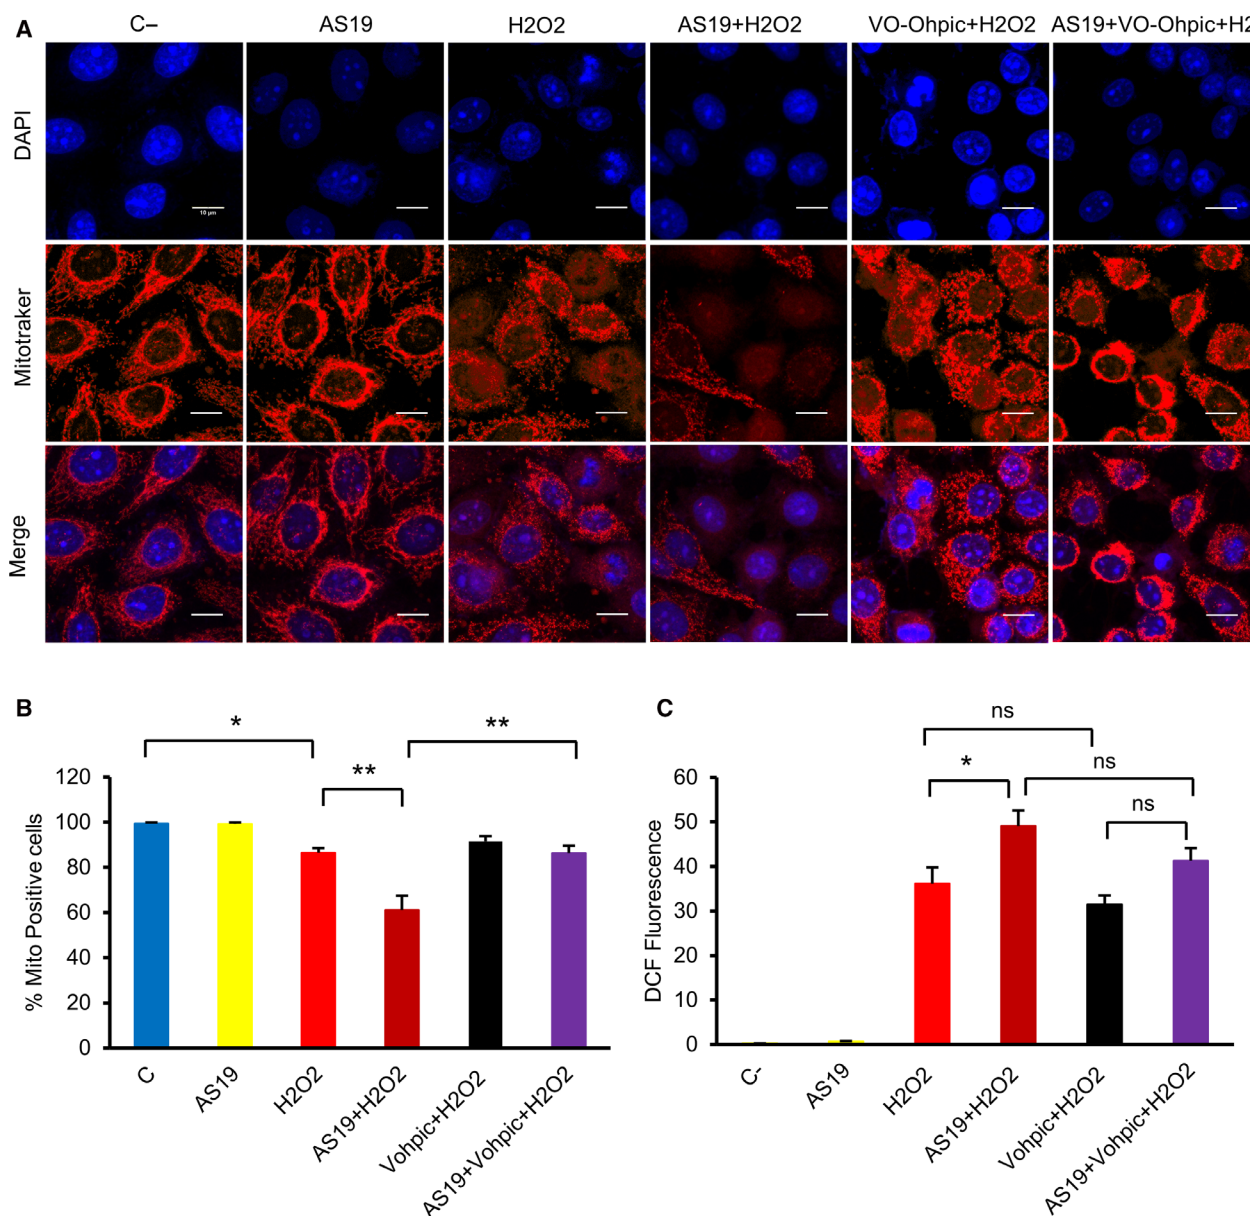 A
C– AS19 H2O2 AS19+H2O2 VO-Ohpic+H2O2 AS19+VO-Ohpic+H2
DAPI
10 µm
Mitotraker
Merge
B
* ** **
% Mito Positive cells
120
100
80
60
40
20
0
C AS19 H2O2 AS19+H2O2 Vohpic+H2O2 AS19+Vohpic+H2O2
C
ns
* ns
ns
DCF Fluorescence
60
50
40
30
20
10
0
C- AS19 H2O2 AS19+H2O2 Vohpic+H2O2 AS19+Vohpic+H2O2